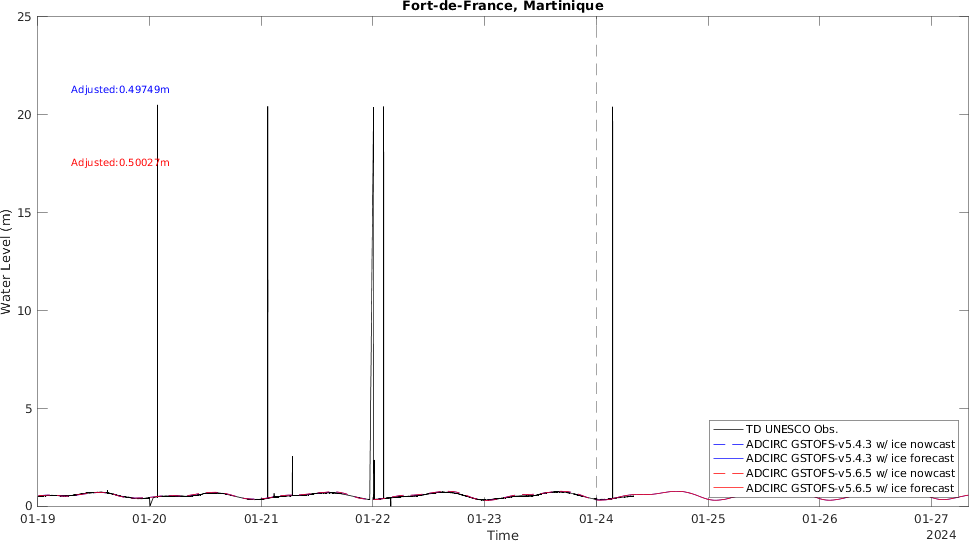 Fort-de-France, Martinique
25
20
15
10
5
0
Water Level (m)
Adjusted:0.49749m
Adjusted:0.50027m
TD UNESCO Obs.
ADCIRC GSTOFS-v5.4.3 w/ ice nowcast
ADCIRC GSTOFS-v5.4.3 w/ ice forecast
ADCIRC GSTOFS-v5.6.5 w/ ice nowcast
ADCIRC GSTOFS-v5.6.5 w/ ice forecast
01-19 01-20 01-21 01-22 01-23 01-24 01-25 01-26 01-27
Time
2024